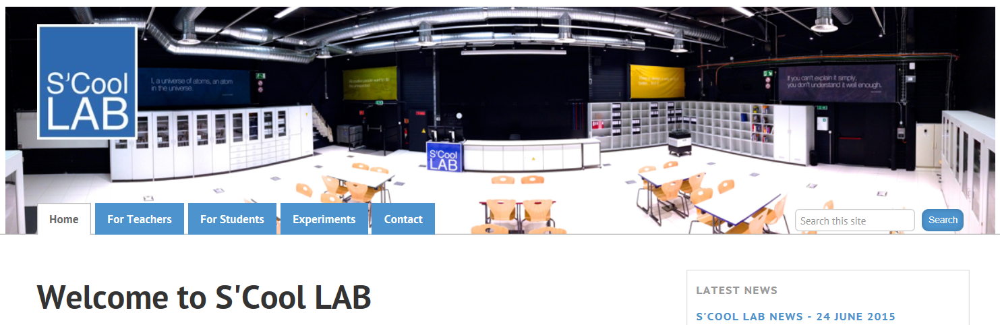 S'Cool
LAB
I, a universe of atoms, an atom
in the universe.
If you can't explain it simply,
you don't understand it well enough.
S'Cool
LAB
Home
For Teachers
For Students
Experiments
Contact
Search this site
Search
Welcome to S'Cool LAB
LATEST NEWS
S'COOL LAB NEWS - 24 JUNE 2015